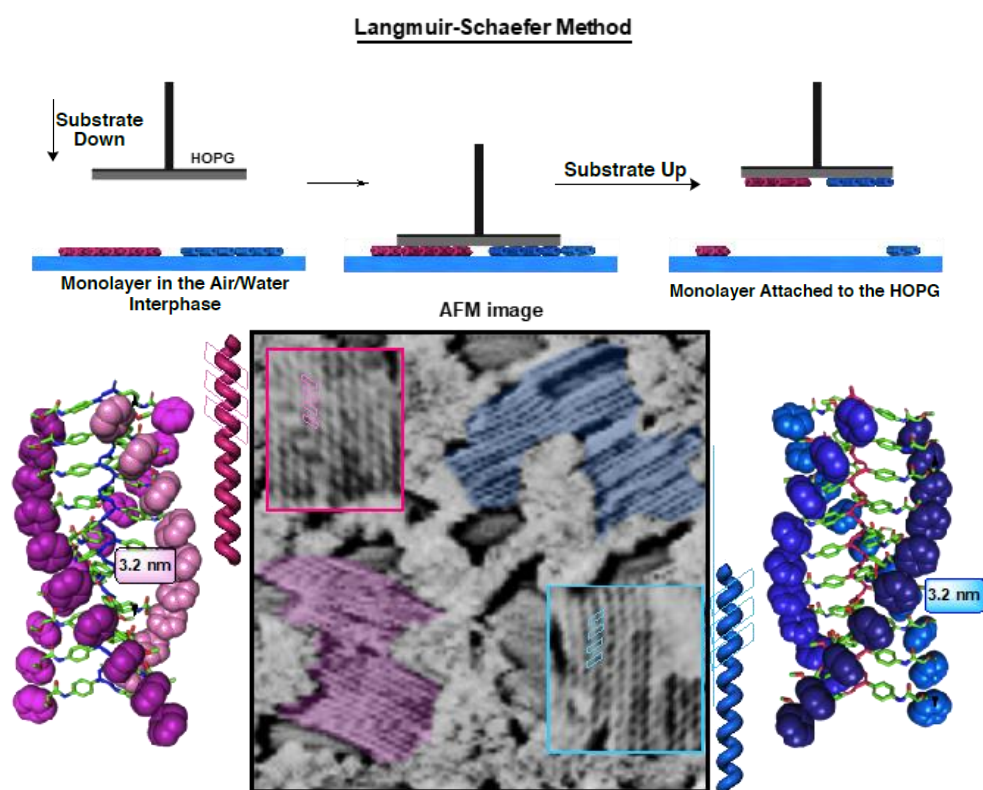 Langmuir-Schaefer Method
Substrate
Down
HOPG
Substrate Up
Monolayer in the Air/Water
Interphase
Monolayer Attached to the HOPG
AFM image
3.2 nm
3.2 nm